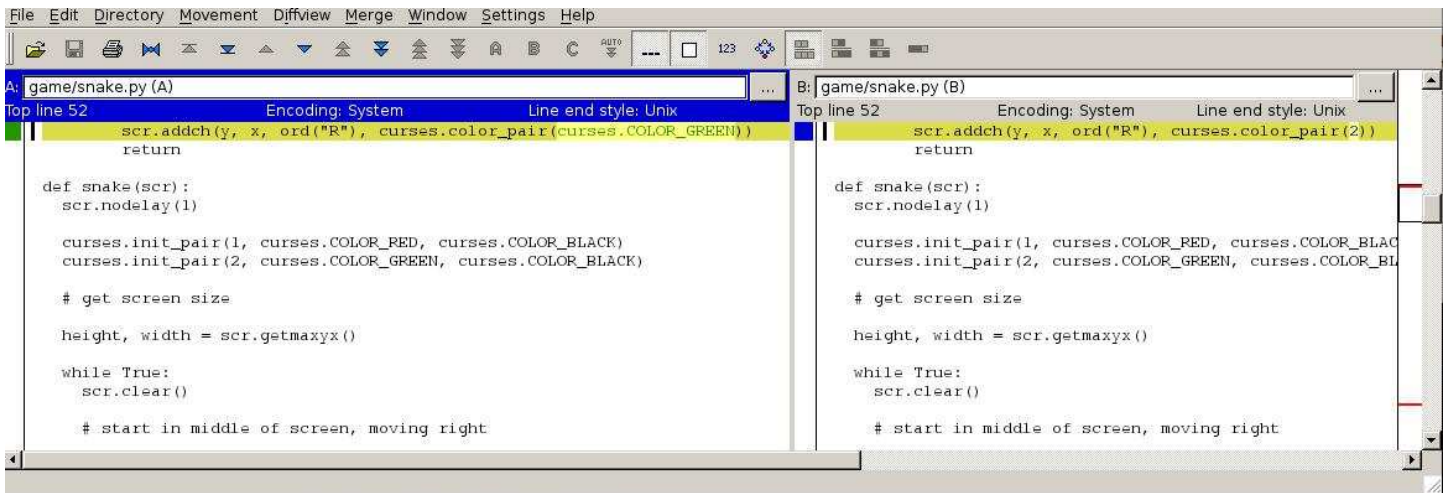 File Edit Directory Movement Diffview Merge Window Settings Help
A B C AUTO 123
A: game/snake.py (A) ...
Top line 52 Encoding: System Line end style: Unix
scr.addch(y, x, ord("R"), curses.color_pair(curses.COLOR_GREEN))
return
def snake(scr):
scr.nodelay(1)
curses.init_pair(1, curses.COLOR_RED, curses.COLOR_BLACK)
curses.init_pair(2, curses.COLOR_GREEN, curses.COLOR_BLACK)
# get screen size
height, width = scr.getmaxyx()
while True:
scr.clear()
# start in middle of screen, moving right
B: game/snake.py (B) ...
Top line 52 Encoding: System Line end style: Unix
scr.addch(y, x, ord("R"), curses.color_pair(2))
return
def snake(scr):
scr.nodelay(1)
curses.init_pair(1, curses.COLOR_RED, curses.COLOR_BLAC
curses.init_pair(2, curses.COLOR_GREEN, curses.COLOR_BL
# get screen size
height, width = scr.getmaxyx()
while True:
scr.clear()
# start in middle of screen, moving right